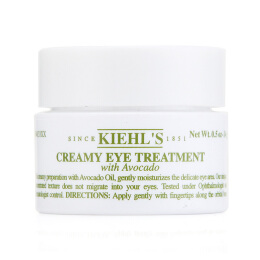 SINCE KIEHL'S 1851 Net Wt. 0.5 oz
CREAMY EYE TREATMENT
with Avocado
creamy preparation with Avocado Oil, gently moisturizes the delicate eye area. Our
texture does not migrate into your eyes. Tested under Ophthalmologist
control. DIRECTIONS: Apply gently with fingertips along the orbital